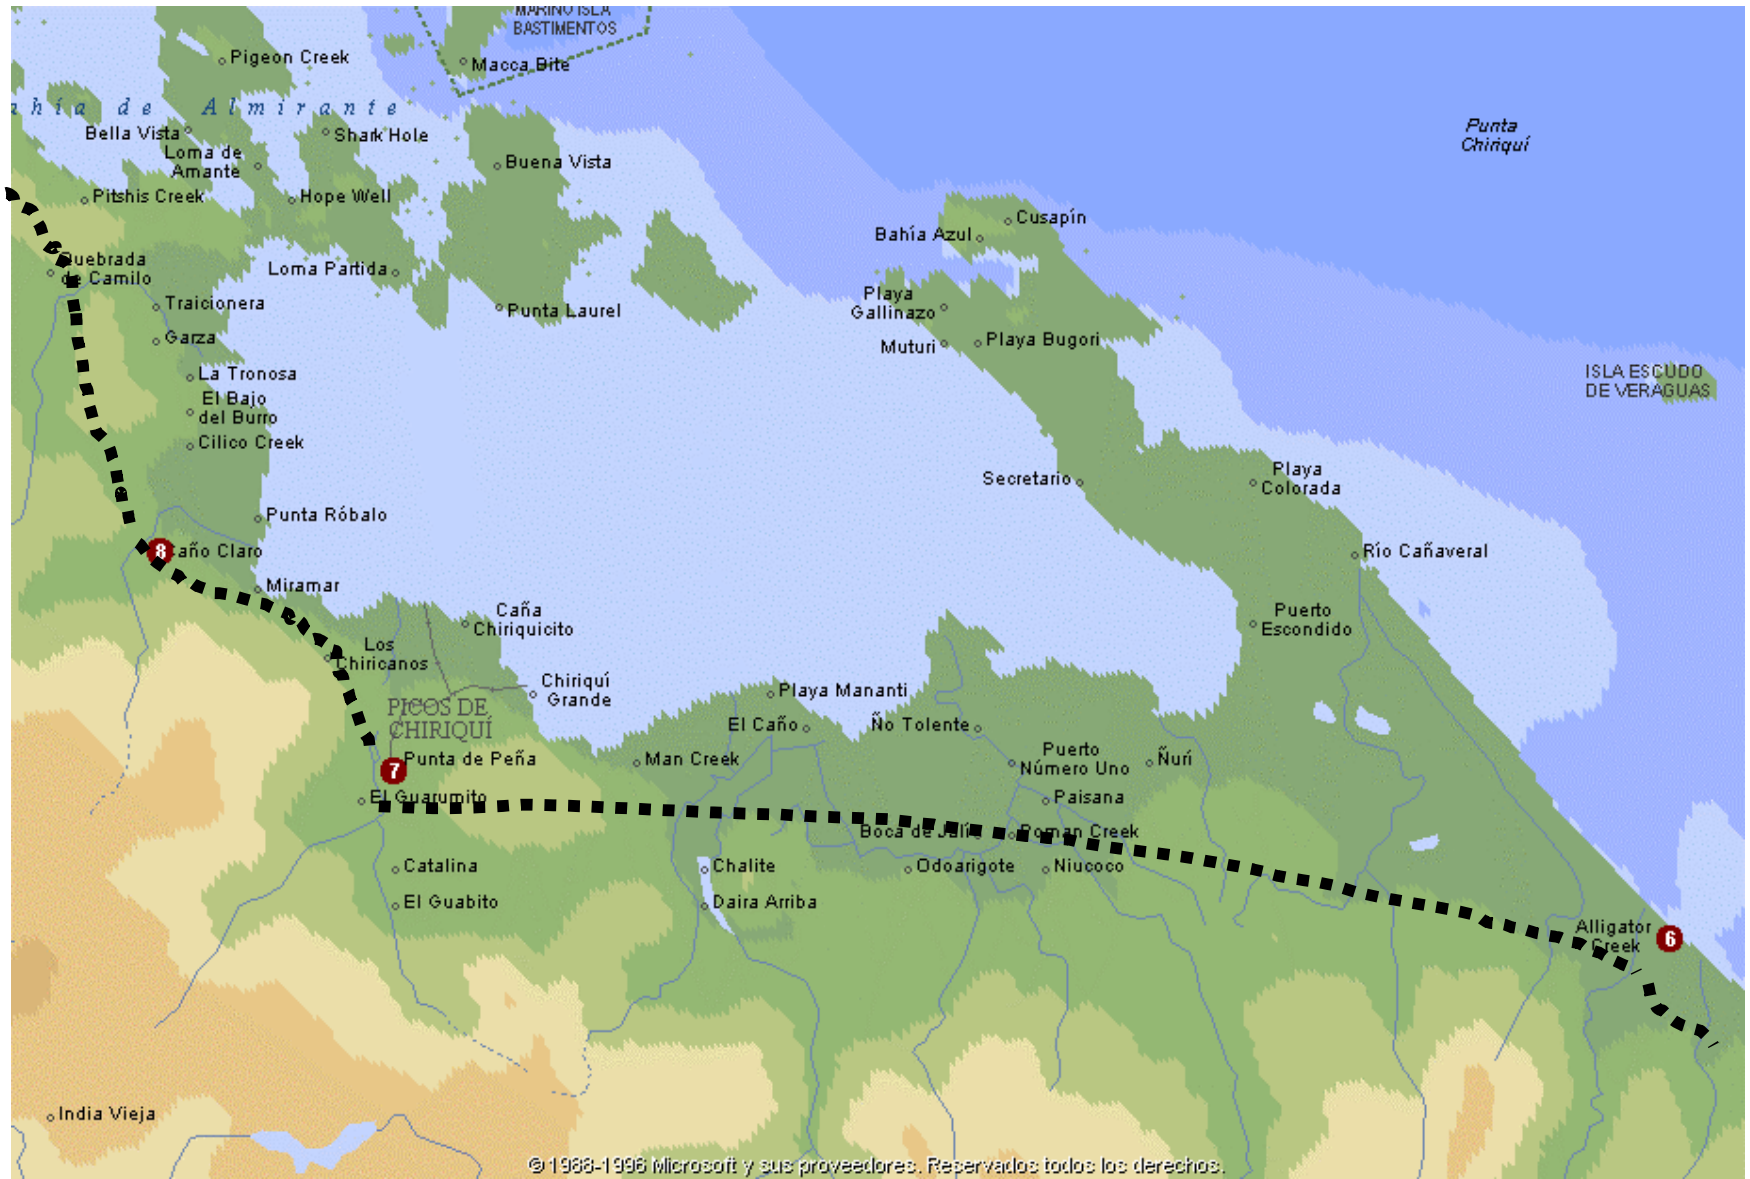 MARINO ISLA
BASTIMENTOS
Pigeon Creek
Macca Bite
hía de Almirante
Punta
Chiriquí
Bella Vista
Shark Hole
Loma de
Amante
Buena Vista
Pitshis Creek
Hope Well
Cusapín
Bahía Azul
Quebrada
de Camilo
Loma Partida
Traicionera
Punta Laurel
Playa
Gallinazo
Garza
Muturi
Playa Bugori
La Tronosa
ISLA ESCUDO
DE VERAGUAS
El Bajo
del Burro
Cilico Creek
Secretario
Playa
Colorada
Punta Róbalo
8
Caño Claro
Río Cañaveral
Miramar
Caña
Chiriquicito
Puerto
Escondido
Los
Chiricanos
Chiriquí
Grande
Playa Mananti
PICOS DE
CHIRIQUÍ
El Caño
Ño Tolente
Punta de Peña
7
Man Creek
Puerto
Número Uno
Ñurí
El Guarumito
Paisana
Boca de Jalí
Roman Creek
Catalina
Chalite
Odoarigote
Niucoco
El Guabito
Daira Arriba
Alligator
Creek
6
India Vieja
©1988-1996 Microsoft y sus proveedores. Reservados todos los derechos.